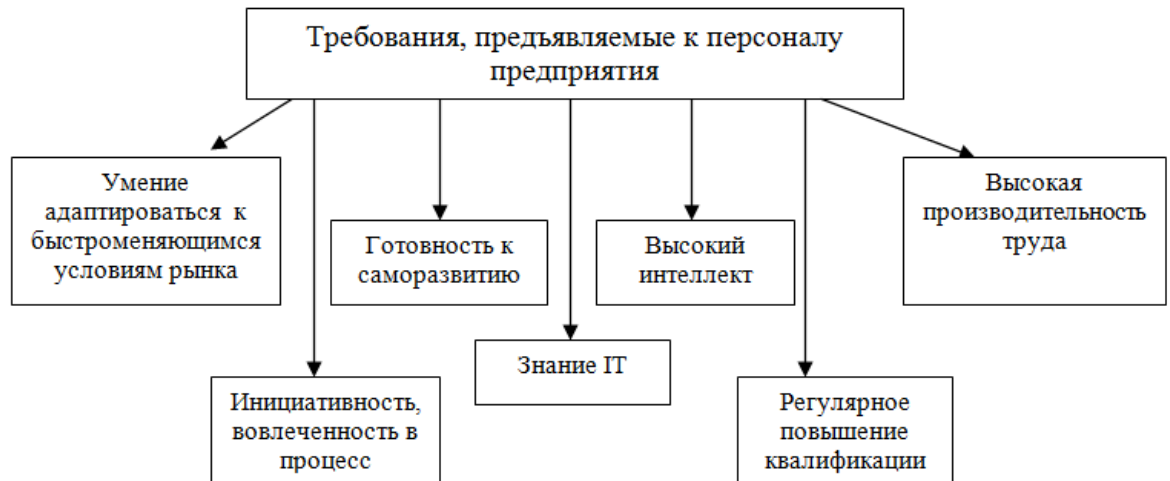 Требования, предъявляемые к персоналу
предприятия
Умение
адаптироваться к
быстроменяющимся
условиям рынка
Готовность к
саморазвитию
Высокий
интеллект
Высокая
производительность
труда
Знание IT
Инициативность,
вовлеченность в
процесс
Регулярное
повышение
квалификации